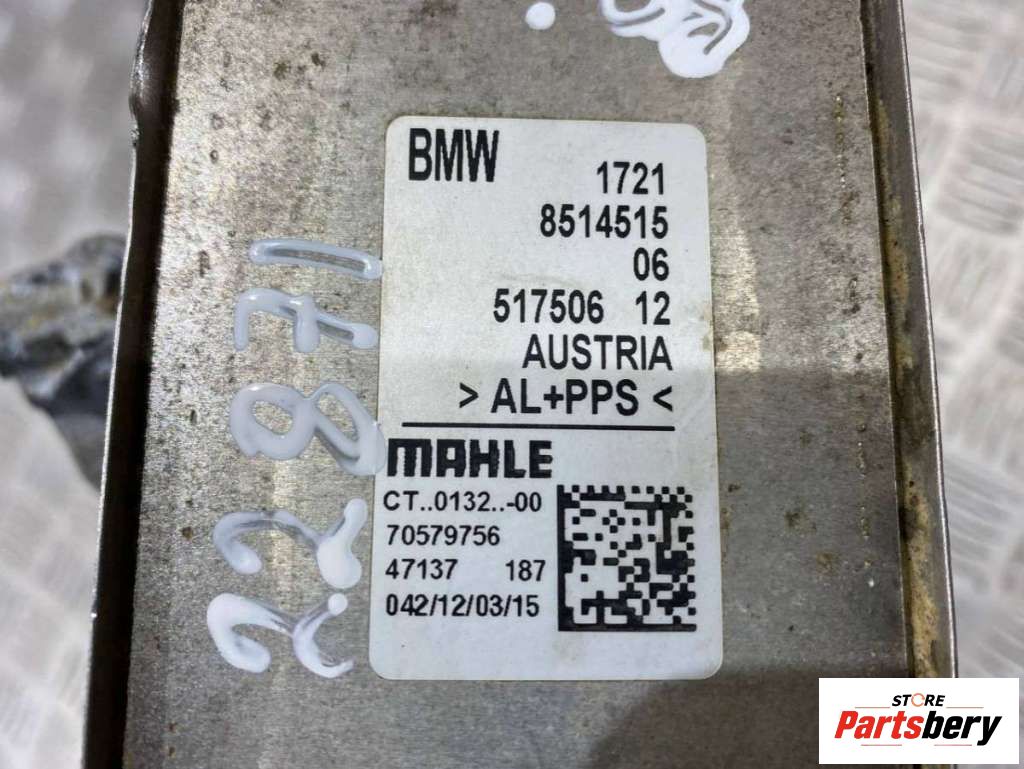 BMW 1721
8514515
06
517506 12
AUSTRIA
> AL+PPS <
MAHLE
CT..0132..-00
70579756
47137 187
042/12/03/15
22871
STORE
Partsbery